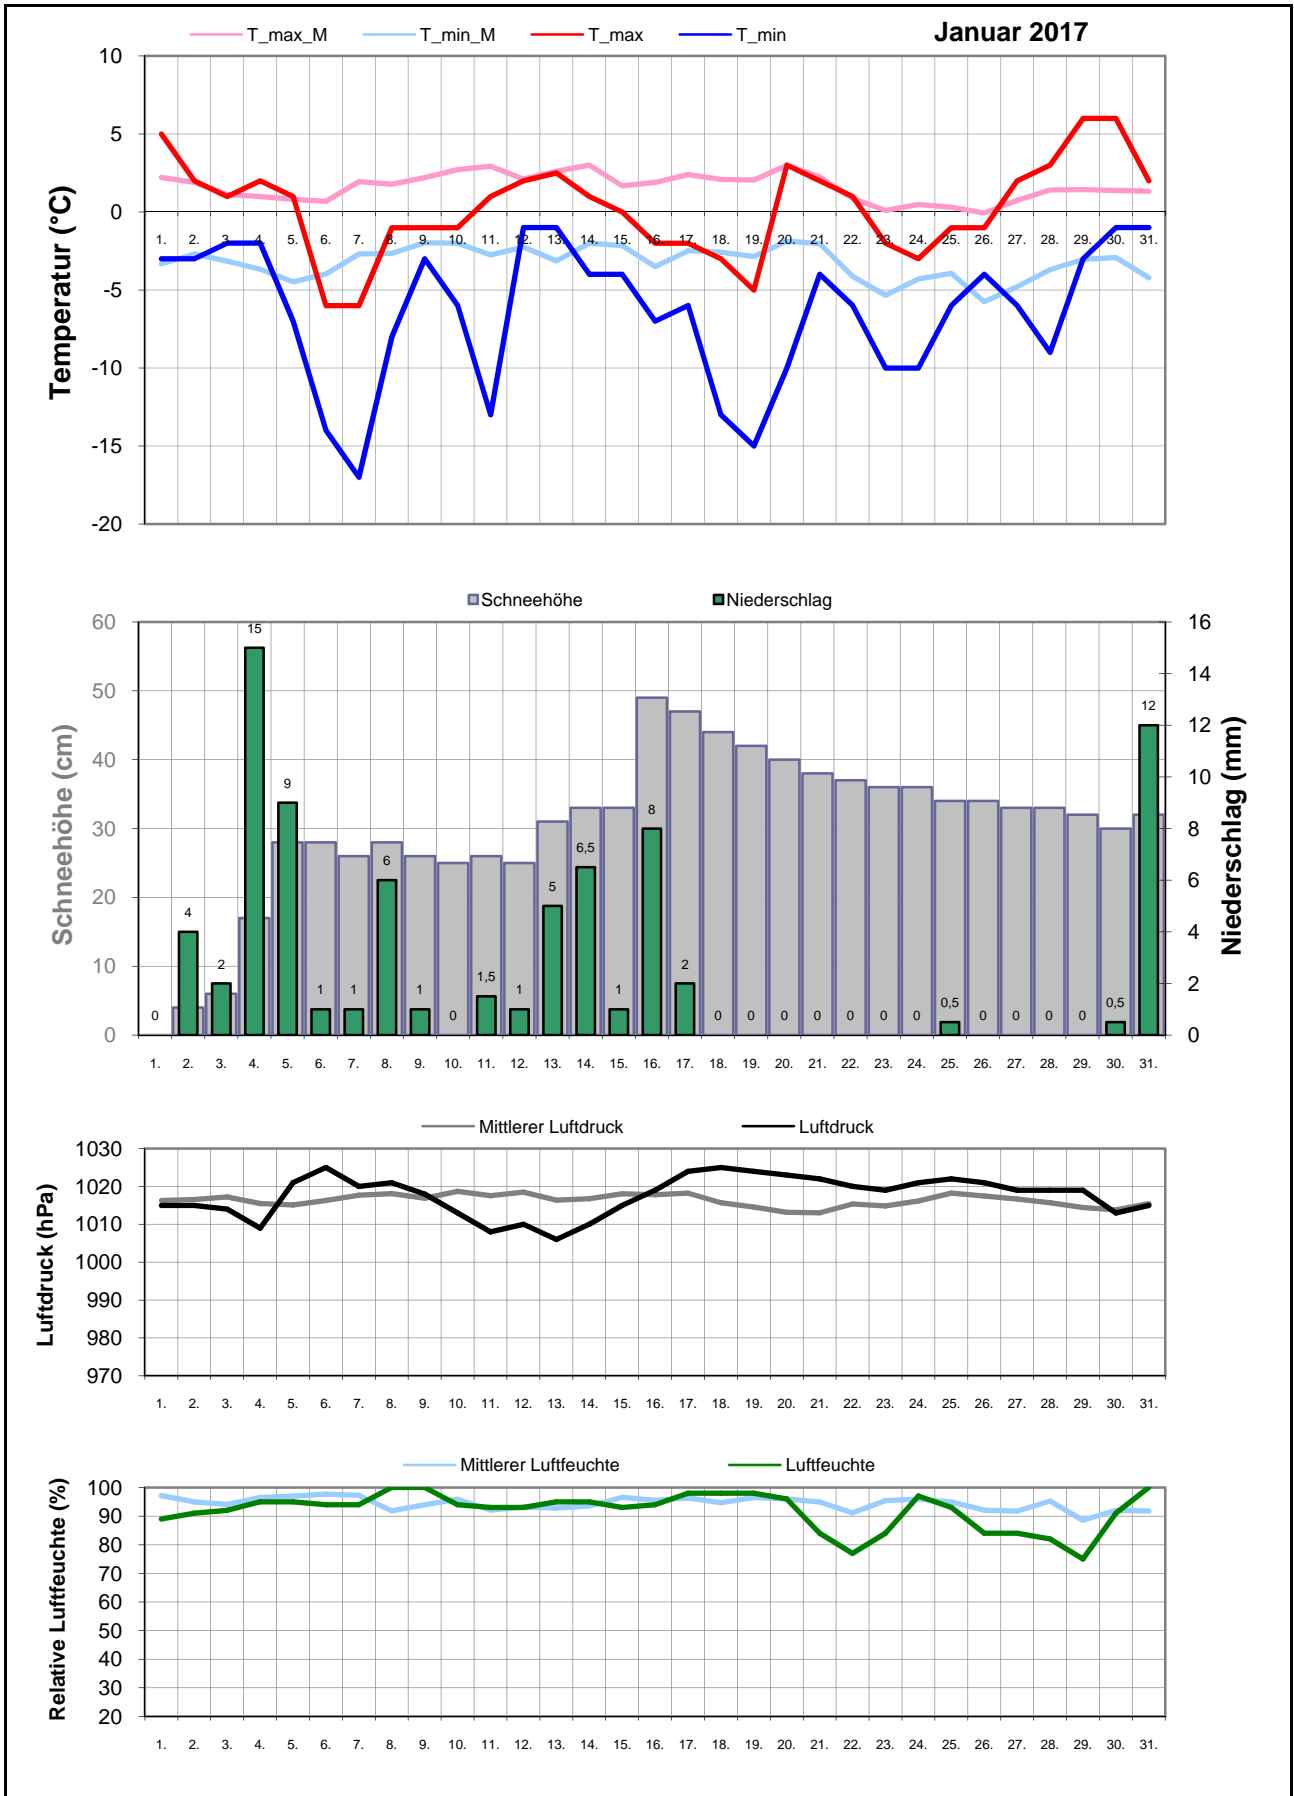 Januar 2017
T_max_M T_min_M T_max T_min
10
5
0
-5
-10
-15
-20
Temperatur (°C)
1. 2. 3. 4. 5. 6. 7. 8. 9. 10. 11. 12. 13. 14. 15. 16. 17. 18. 19. 20. 21. 22. 23. 24. 25. 26. 27. 28. 29. 30. 31.
Schneehöhe Niederschlag
60
50
40
30
20
10
0
Schneehöhe (cm)
16
14
12
10
8
6
4
2
0
Niederschlag (mm)
0 4 2 15 9 1 1 6 1 0 1,5 1 5 6,5 1 8 2 0 0 0 0 0 0 0 0,5 0 0 0 0 0,5 12
1. 2. 3. 4. 5. 6. 7. 8. 9. 10. 11. 12. 13. 14. 15. 16. 17. 18. 19. 20. 21. 22. 23. 24. 25. 26. 27. 28. 29. 30. 31.
Mittlerer Luftdruck Luftdruck
1030
1020
1010
1000
990
980
970
Luftdruck (hPa)
1. 2. 3. 4. 5. 6. 7. 8. 9. 10. 11. 12. 13. 14. 15. 16. 17. 18. 19. 20. 21. 22. 23. 24. 25. 26. 27. 28. 29. 30. 31.
Mittlerer Luftfeuchte Luftfeuchte
100
90
80
70
60
50
40
30
20
Relative Luftfeuchte (%)
1. 2. 3. 4. 5. 6. 7. 8. 9. 10. 11. 12. 13. 14. 15. 16. 17. 18. 19. 20. 21. 22. 23. 24. 25. 26. 27. 28. 29. 30. 31.